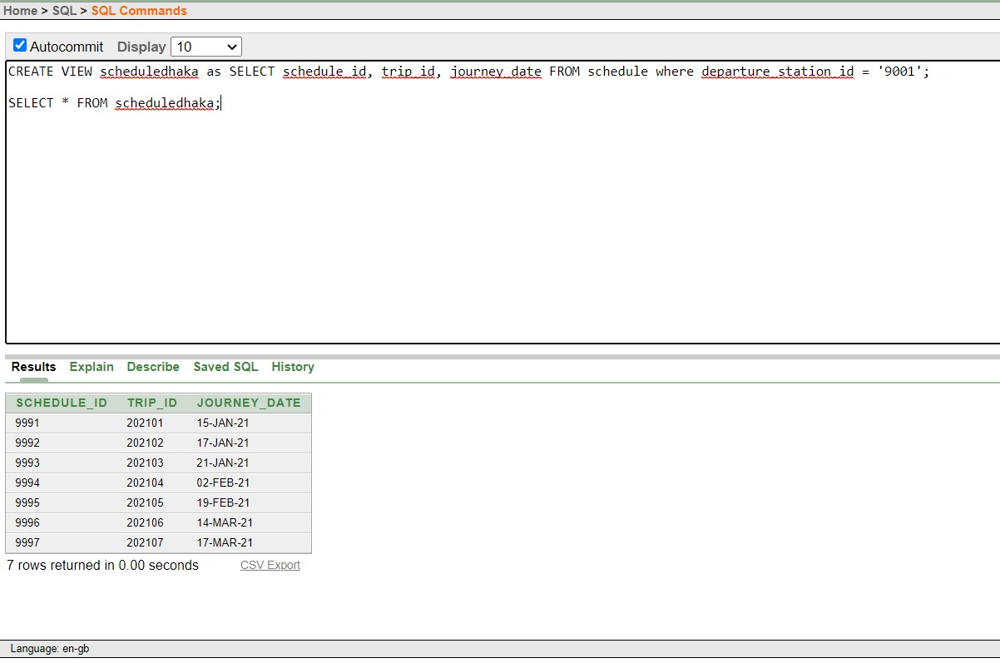 Home > SQL > SQL Commands
Autocommit Display 10
CREATE VIEW scheduledhaka as SELECT schedule_id, trip_id, journey_date FROM schedule where departure_station_id = '9001';
SELECT * FROM scheduledhaka;
Results Explain Describe Saved SQL History
SCHEDULE_ID TRIP_ID JOURNEY_DATE
9991 202101 15-JAN-21
9992 202102 17-JAN-21
9993 202103 21-JAN-21
9994 202104 02-FEB-21
9995 202105 19-FEB-21
9996 202106 14-MAR-21
9997 202107 17-MAR-21
7 rows returned in 0.00 seconds CSV Export
Language: en-gb